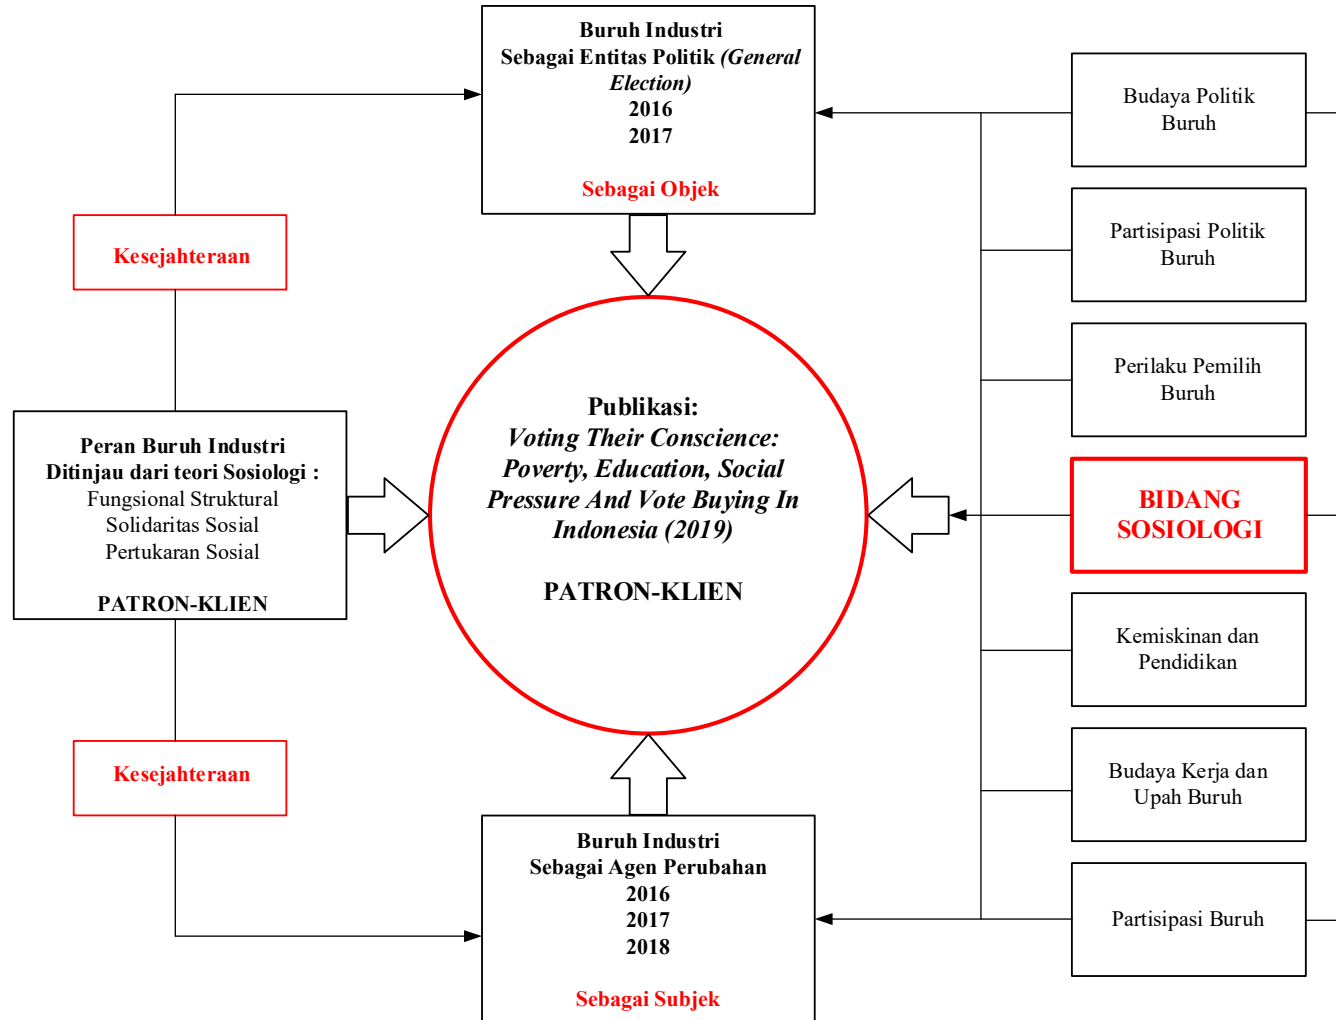 Buruh Industri
Sebagai Entitas Politik (General
Election)
2016
2017
Sebagai Objek
Kesejahteraan
Peran Buruh Industri
Ditinjau dari teori Sosiologi :
Fungsional Struktural
Solidaritas Sosial
Pertukaran Sosial
PATRON-KLIEN
Kesejahteraan
Publikasi:
Voting Their Conscience:
Poverty, Education, Social
Pressure And Vote Buying In
Indonesia (2019)
PATRON-KLIEN
Buruh Industri
Sebagai Agen Perubahan
2016
2017
2018
Sebagai Subjek
Budaya Politik
Buruh
Partisipasi Politik
Buruh
Perilaku Pemilih
Buruh
BIDANG
SOSIOLOGI
Kemiskinan dan
Pendidikan
Budaya Kerja dan
Upah Buruh
Partisipasi Buruh